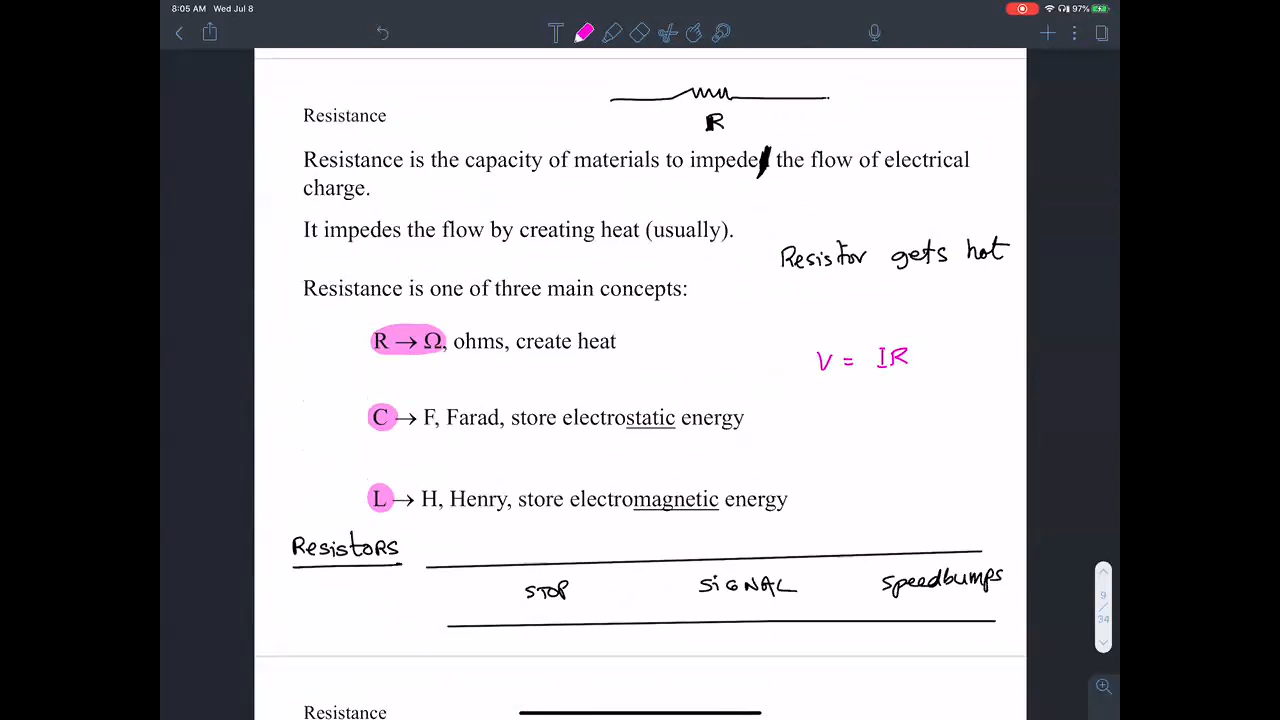 8:05 AM Wed Jul 8
97%
Resistance
R
Resistance is the capacity of materials to impede the flow of electrical
charge.
It impedes the flow by creating heat (usually).
Resistor gets hot
Resistance is one of three main concepts:
R → Ω, ohms, create heat
V = IR
C → F, Farad, store electrostatic energy
L → H, Henry, store electromagnetic energy
Resistors
STOP SIGNAL Speedbumps
9
/
34
Resistance